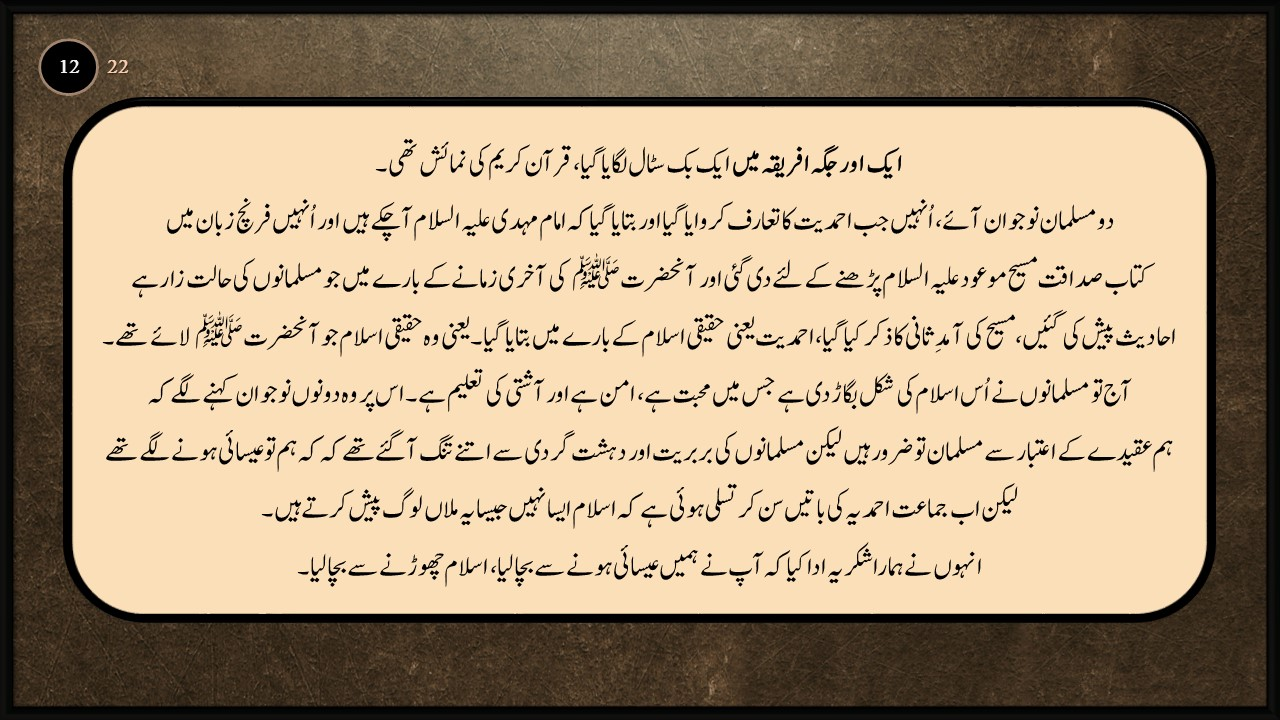 12 22
ایک اور جگہ افریقہ میں ایک بک سٹال لگایا گیا، قرآن کریم کی نمائش تھی۔
دو مسلمان نوجوان آئے، اُنہیں جب احمدیت کا تعارف کروایا گیا اور بتایا گیا کہ امام مہدی علیہ السلام آ چکے ہیں اور اُنہیں فرنچ زبان میں
کتاب صداقت مسیح موعود علیہ السلام پڑھنے کے لئے دی گئی اور آنحضرت ﷺ کی آخری زمانے کے بارے میں جو مسلمانوں کی حالت زار ہے
احادیث پیش کی گئیں، مسیح کی آمدِ ثانی کا ذکر کیا گیا، احمدیت یعنی حقیقی اسلام کے بارے میں بتایا گیا۔ یعنی وہ حقیقی اسلام جو آنحضرت ﷺ لائے تھے۔
آج تو مسلمانوں نے اُس اسلام کی شکل بگاڑ دی ہے جس میں محبت ہے، امن ہے اور آشتی کی تعلیم ہے۔ اس پر وہ دونوں نوجوان کہنے لگے کہ
ہم عقیدے کے اعتبار سے مسلمان تو ضرور ہیں لیکن مسلمانوں کی بربریت اور دہشت گردی سے اتنے تنگ آ گئے تھے کہ کہ ہم تو عیسائی ہونے لگے تھے
لیکن اب جماعت احمدیہ کی باتیں سن کر تسلی ہوئی ہے کہ اسلام ایسا نہیں جیسا یہ ملاں لوگ پیش کرتے ہیں۔
انہوں نے ہمارا شکریہ ادا کیا کہ آپ نے ہمیں عیسائی ہونے سے بچا لیا، اسلام چھوڑنے سے بچا لیا۔